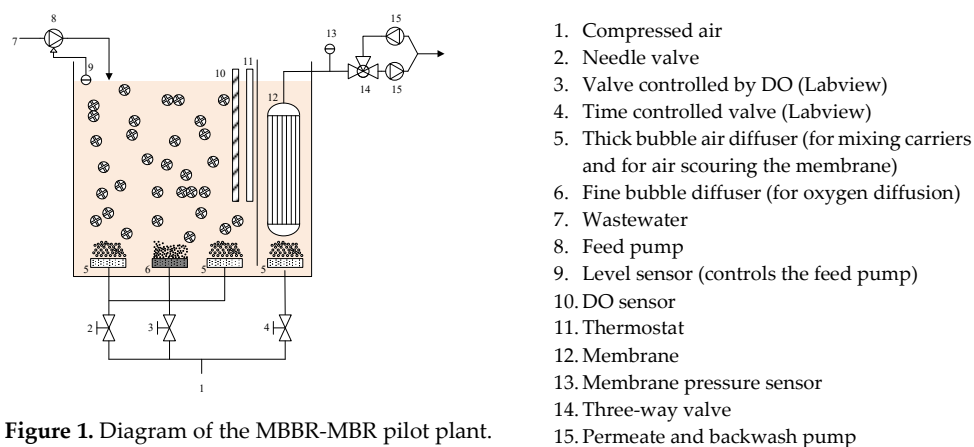 8
7
9
13
15
14
15
10
11
12
5
6
5
5
2
3
4
1
1. Compressed air
2. Needle valve
3. Valve controlled by DO (Labview)
4. Time controlled valve (Labview)
5. Thick bubble air diffuser (for mixing carriers
and for air scouring the membrane)
6. Fine bubble diffuser (for oxygen diffusion)
7. Wastewater
8. Feed pump
9. Level sensor (controls the feed pump)
10. DO sensor
11. Thermostat
12. Membrane
13. Membrane pressure sensor
14. Three-way valve
15. Permeate and backwash pump
Figure 1. Diagram of the MBBR-MBR pilot plant.